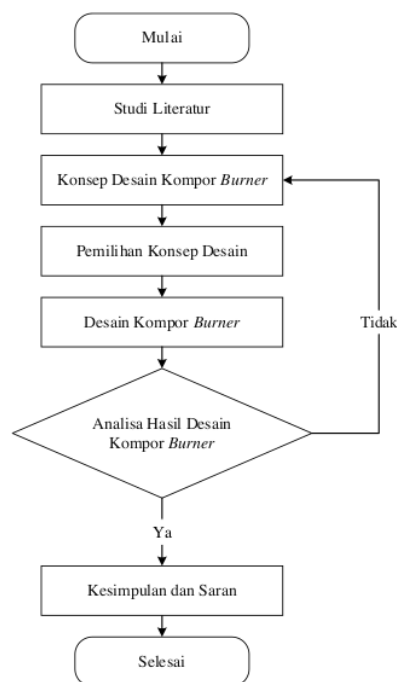 Mulai
Studi Literatur
Konsep Desain Kompor Burner
Pemilihan Konsep Desain
Desain Kompor Burner
Tidak
Analisa Hasil Desain
Kompor Burner
Ya
Kesimpulan dan Saran
Selesai